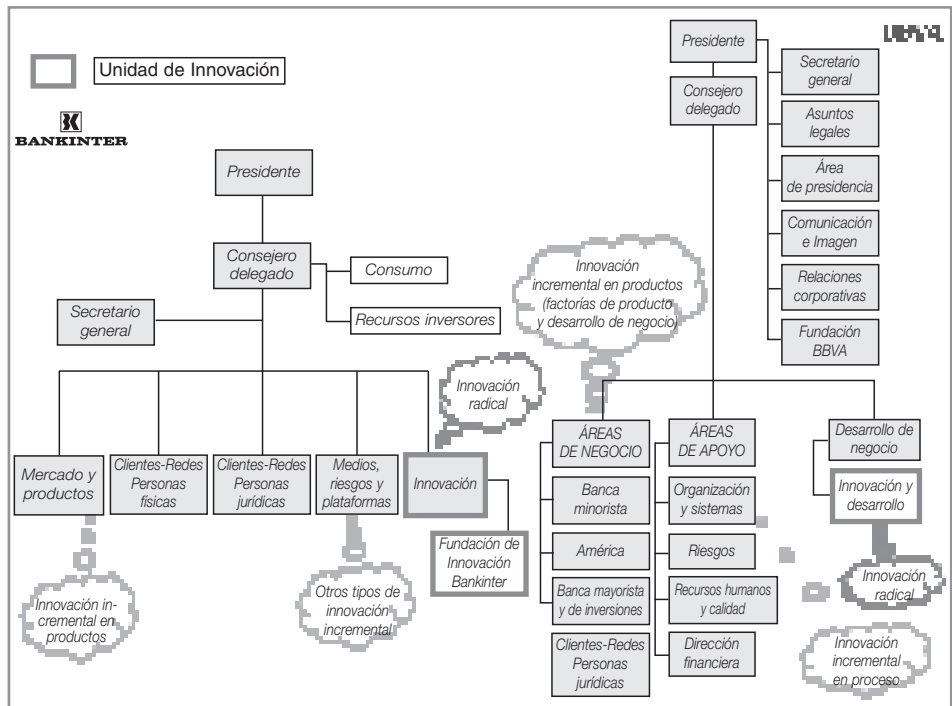 Unidad de Innovación
BANKINTER
Presidente
Consejero
delegado
Consumo
Recursos inversores
Secretario
general
Innovación
radical
Mercado y
productos
Clientes-Redes
Personas
físicas
Clientes-Redes
Personas
jurídicas
Medios,
riesgos y
plataformas
Innovación
Fundación de
Innovación
Bankinter
Innovación in-
cremental en
productos
Otros tipos de
innovación
incremental
Presidente
Consejero
delegado
Secretario
general
Asuntos
legales
Área
de presidencia
Comunicación
e Imagen
Relaciones
corporativas
Fundación
BBVA
Innovación
incremental en productos
(factorías de producto
y desarrollo de negocio)
ÁREAS
DE NEGOCIO
Banca
minorista
América
Banca mayorista
y de inversiones
Clientes-Redes
Personas
jurídicas
ÁREAS
DE APOYO
Organización
y sistemas
Riesgos
Recursos humanos
y calidad
Dirección
financiera
Desarrollo de
negocio
Innovación y
desarrollo
Innovación
radical
Innovación
incremental
en proceso